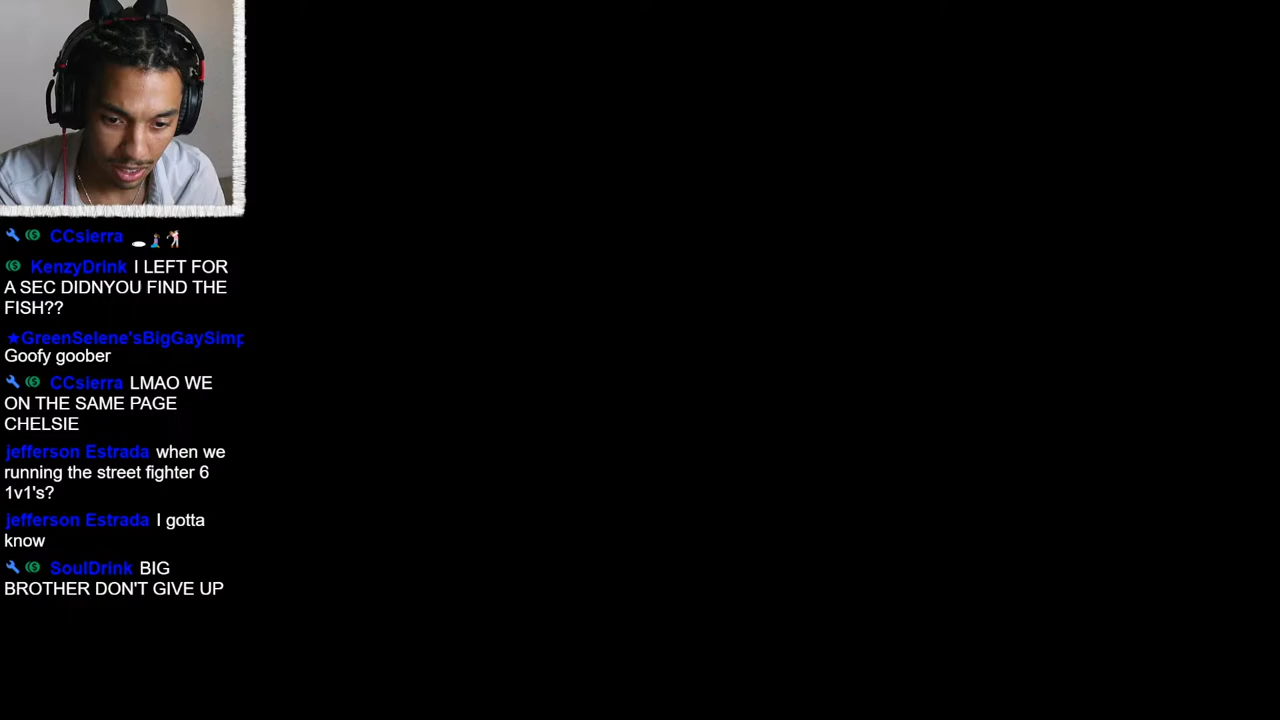 CCsierra
KenzyDrink I LEFT FOR
A SEC DIDNYOU FIND THE
FISH??
★GreenSelene'sBigGaySimp
Goofy goober
CCsierra LMAO WE
ON THE SAME PAGE
CHELSIE
jefferson Estrada when we
running the street fighter 6
1v1's?
jefferson Estrada I gotta
know
SoulDrink BIG
BROTHER DON'T GIVE UP